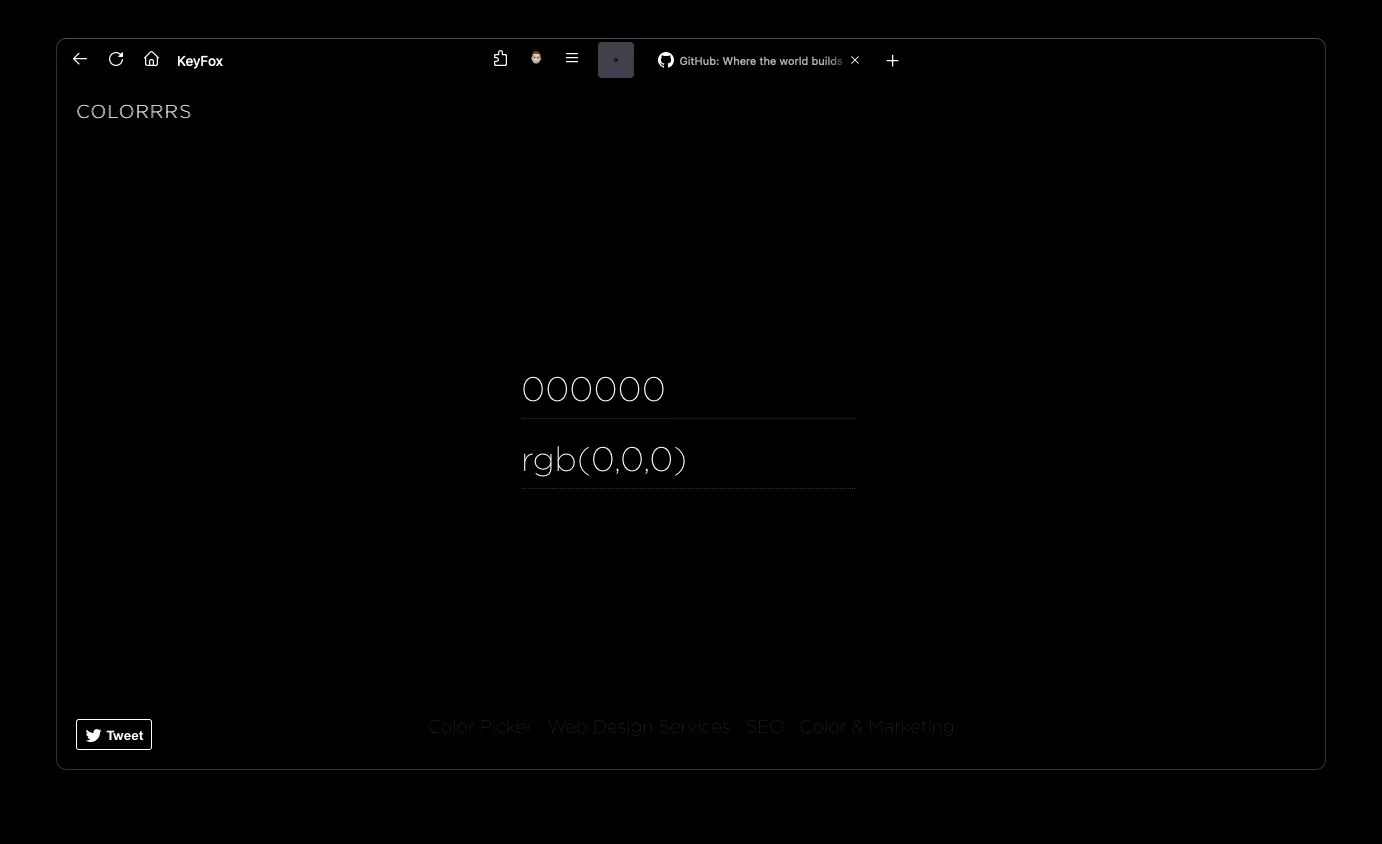 KeyFox
GitHub: Where the world builds
COLORRRS
000000
rgb(0,0,0)
Color Picker Web Design Services SEO Color & Marketing
Tweet